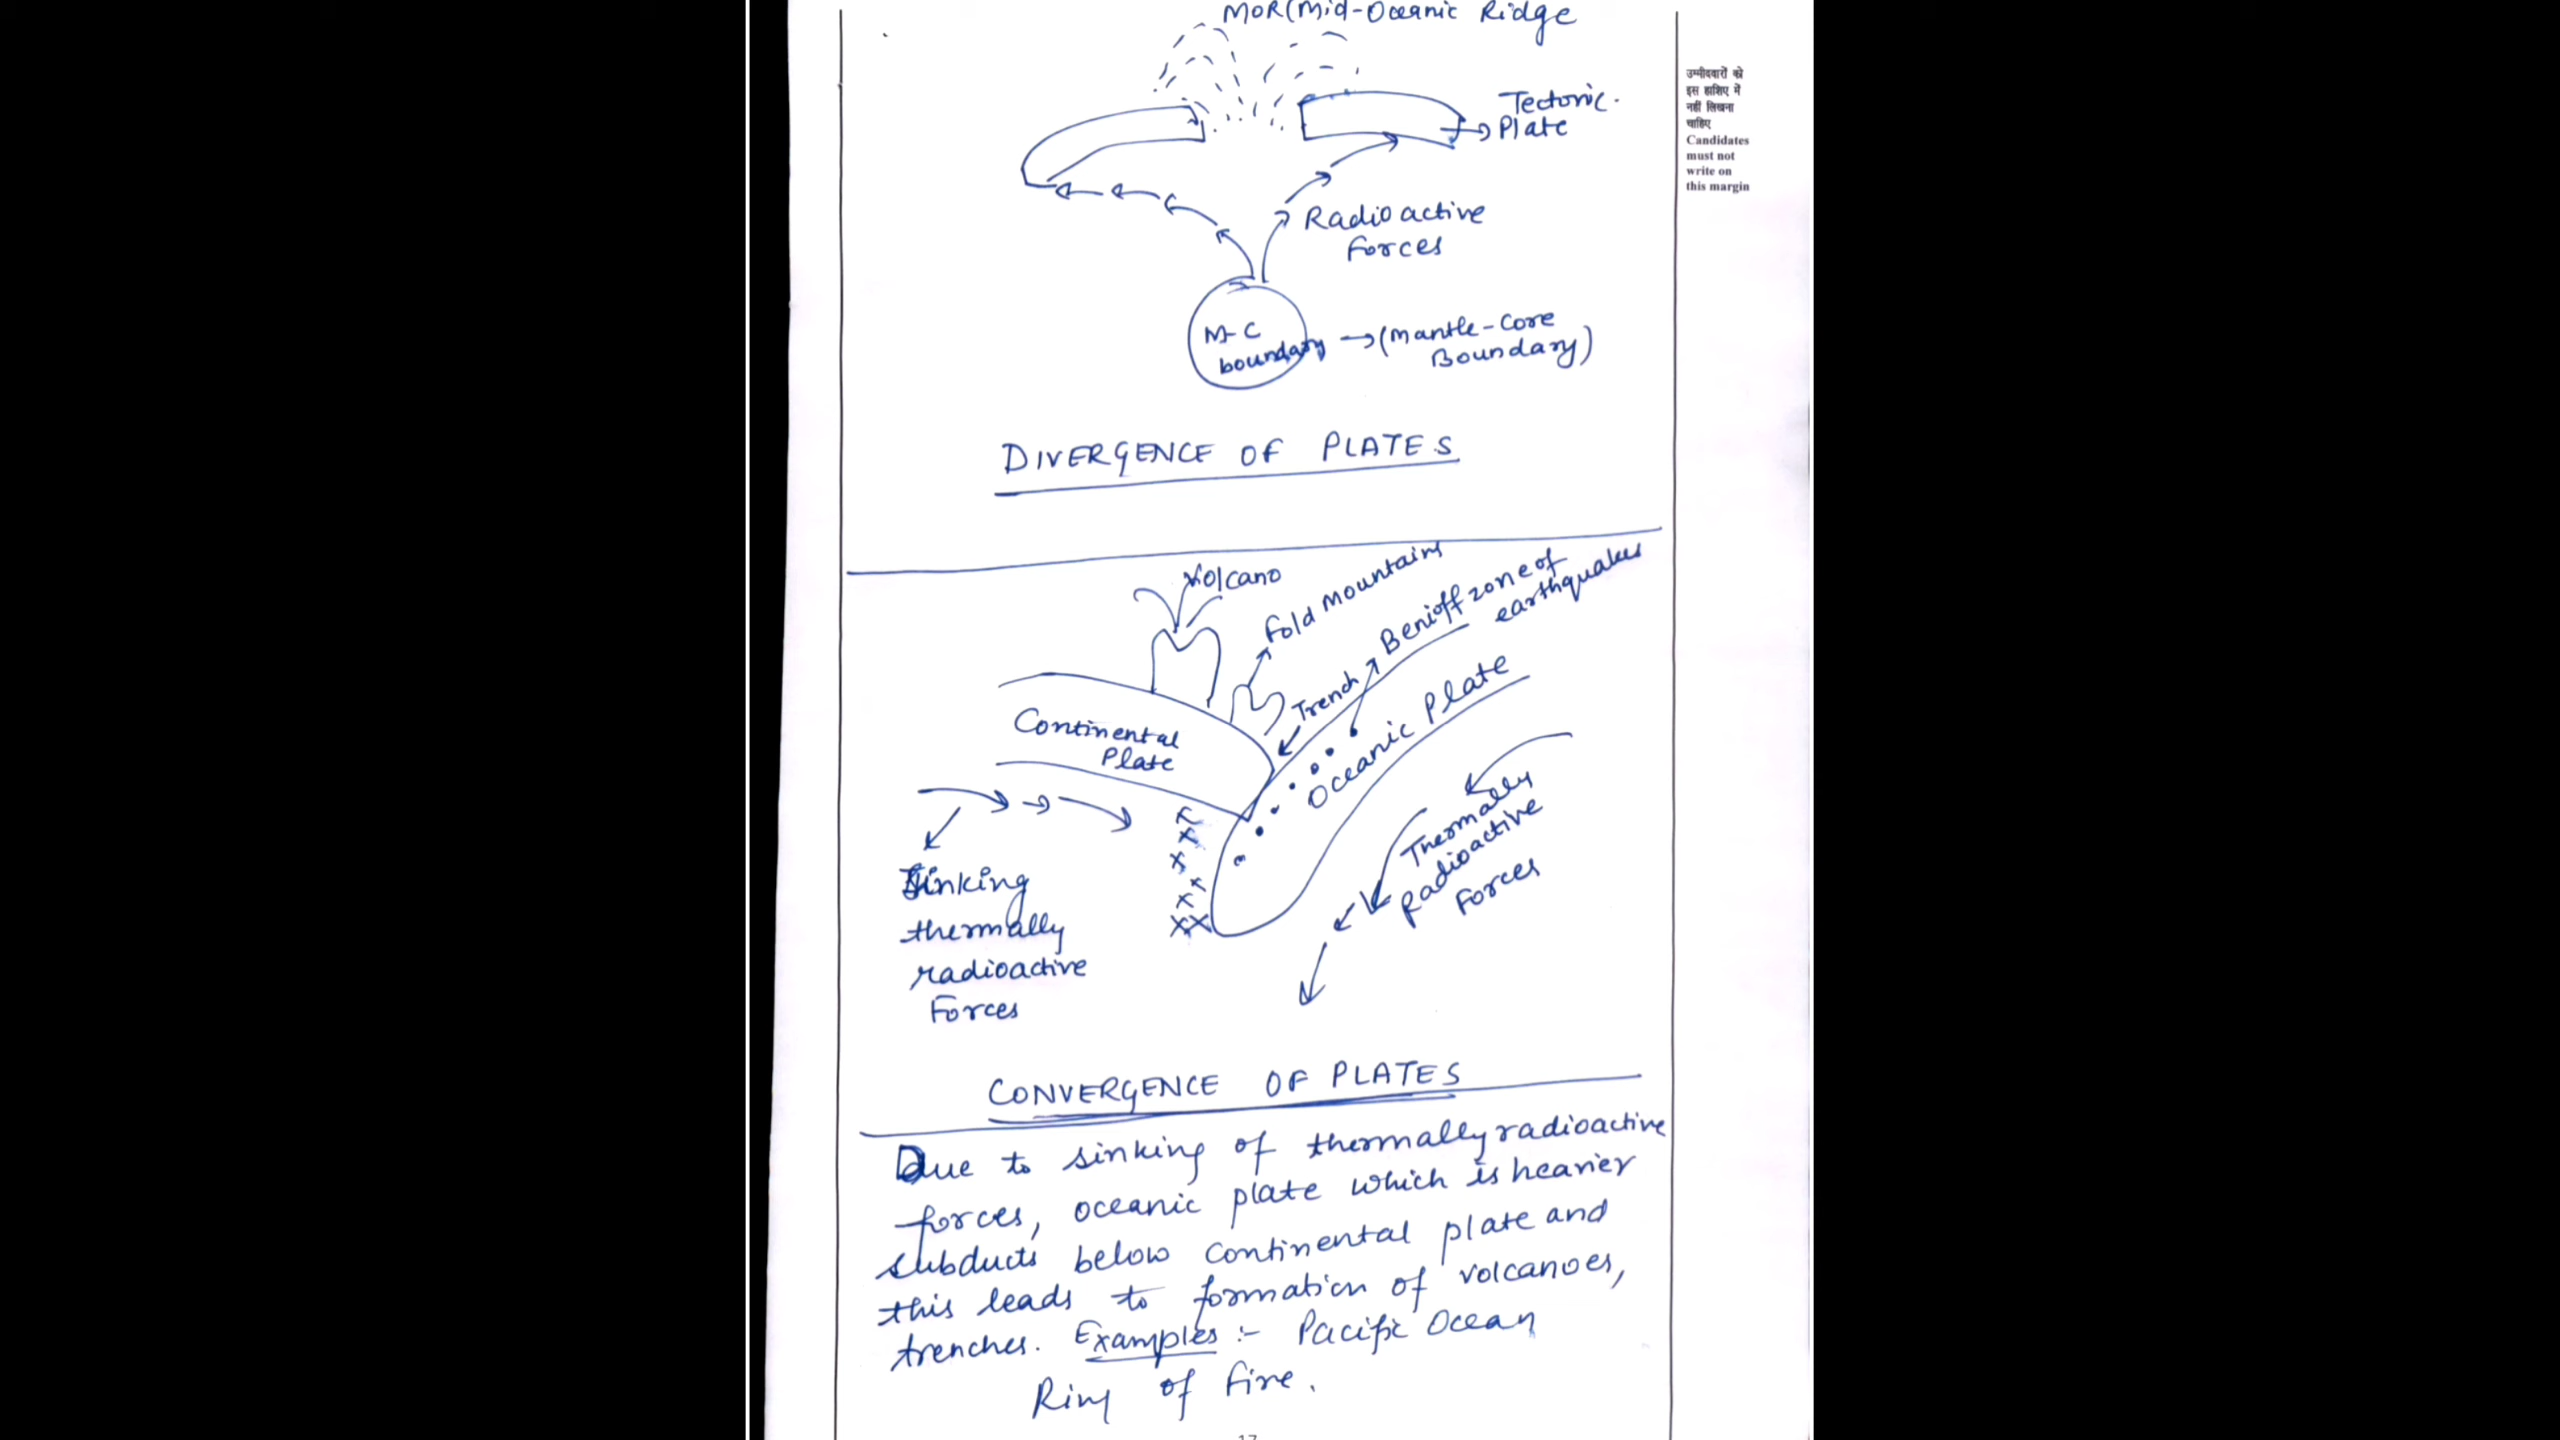 MOR(Mid-Oceanic Ridge
Tectonic
Plate
उम्मीदवारों को
इस हाशिए में
नहीं लिखना
चाहिए
Candidates
must not
write on
this margin
Radioactive
Forces
M-C
boundary
(Mantle-Core
Boundary)
DIVERGENCE OF PLATES
Volcano
Fold Mountains
Trench
Benioff zone of
earthquakes
Continental
Plate
Oceanic Plate
Thermally
Radioactive
Forces
Sinking
thermally
radioactive
Forces
CONVERGENCE OF PLATES
Due to sinking of thermally radioactive
forces, oceanic plate which is heavier
subducts below continental plate and
this leads to formation of volcanoes,
trenches. Examples :- Pacific Ocean
Ring of fire.